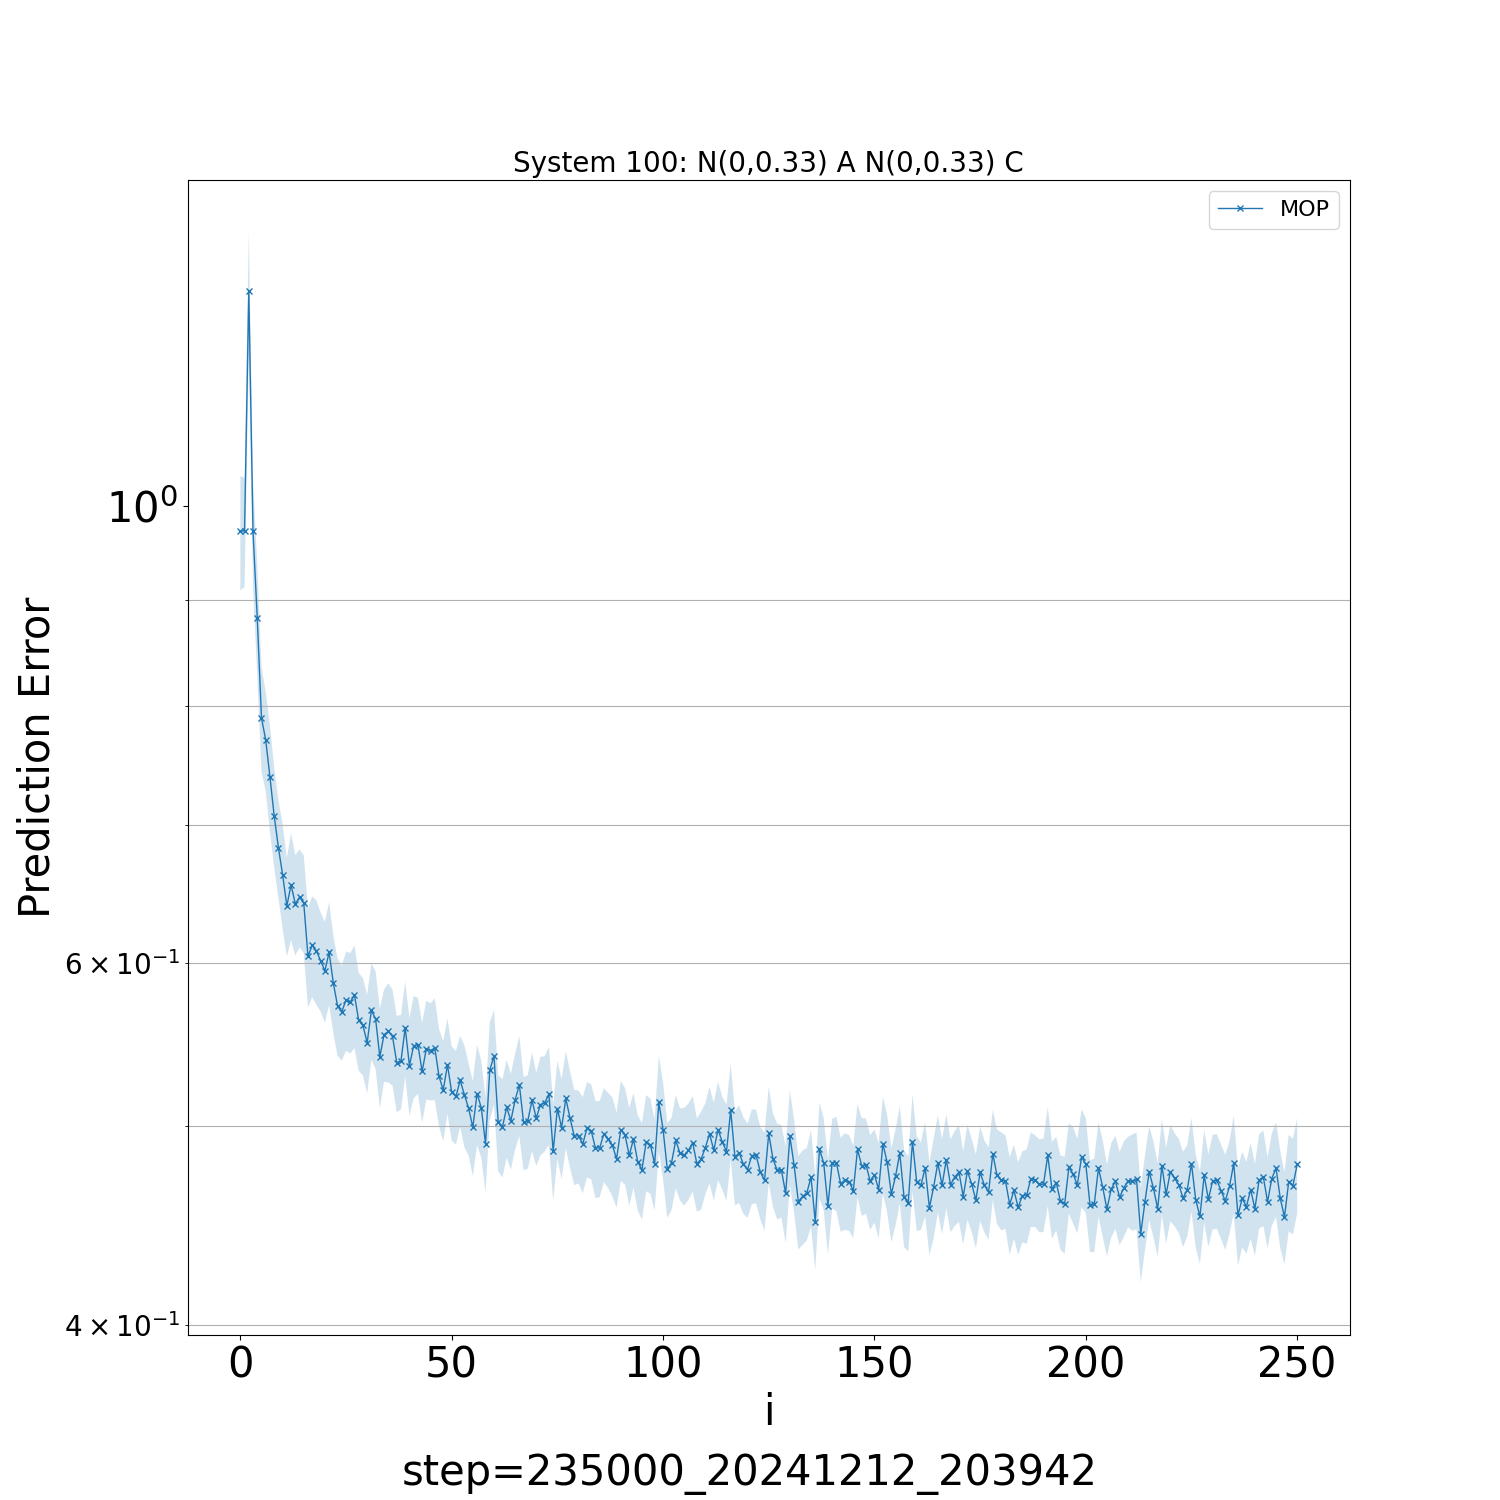 System 100: N(0,0.33) A N(0,0.33) C
MOP
10⁰
6 × 10⁻¹
4 × 10⁻¹
Prediction Error
0 50 100 150 200 250
i
step=235000_20241212_203942